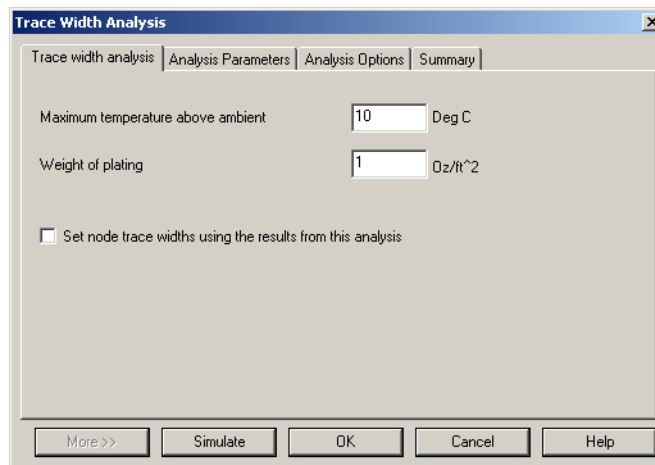 Trace Width Analysis
Trace width analysis Analysis Parameters Analysis Options Summary
Maximum temperature above ambient 10 Deg C
Weight of plating 1 Oz/ft^2
Set node trace widths using the results from this analysis
More >> Simulate OK Cancel Help